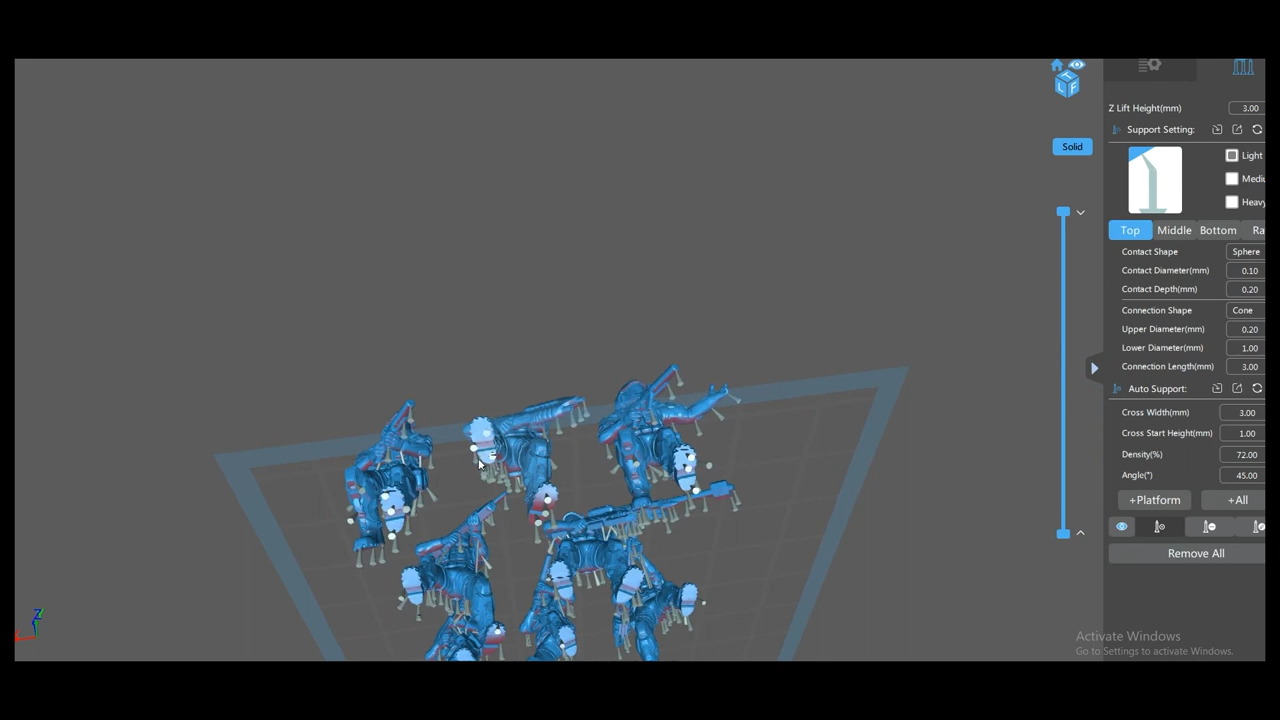 T
L F
Z Lift Height(mm) 3.00
Support Setting:
Solid
Light
Mediu
Heavy
Top Middle Bottom Ra
Contact Shape Sphere
Contact Diameter(mm) 0.10
Contact Depth(mm) 0.20
Connection Shape Cone
Upper Diameter(mm) 0.20
Lower Diameter(mm) 1.00
Connection Length(mm) 3.00
Auto Support:
Cross Width(mm) 3.00
Cross Start Height(mm) 1.00
Density(%) 72.00
Angle(°) 45.00
+Platform +All
Remove All
Z
Activate Windows
Go to Settings to activate Windows.